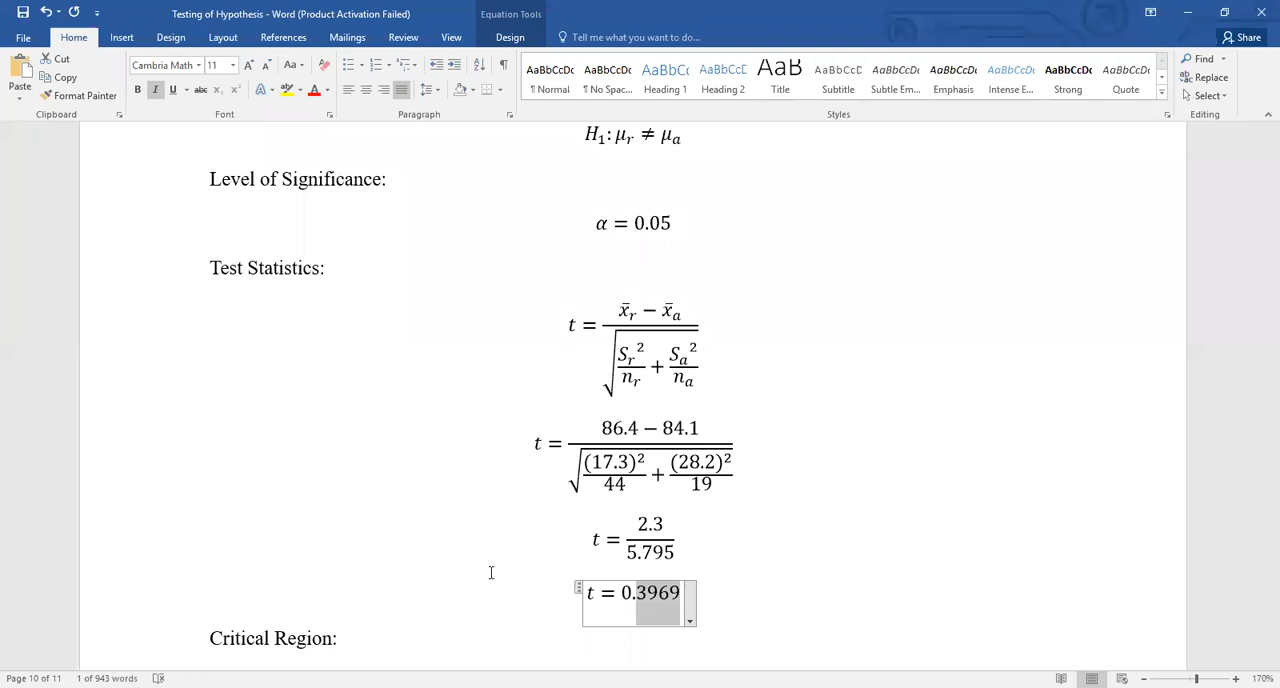 Testing of Hypothesis - Word (Product Activation Failed)
Equation Tools
File Home Insert Design Layout References Mailings Review View Design Tell me what you want to do... Share
Paste
Cut
Copy
Format Painter
Clipboard
Cambria Math 11
Font
Paragraph
AaBbCcDc AaBbCcDc AaBbCc AaBbCcC AaB AaBbCcD AaBbCcDc AaBbCcDc AaBbCcDc AaBbCcDc AaBbCcDc
¶ Normal ¶ No Spac... Heading 1 Heading 2 Title Subtitle Subtle Em... Emphasis Intense E... Strong Quote
Styles
Find
Replace
Select
Editing
H₁: μᵣ ≠ μₐ
Level of Significance:
α = 0.05
Test Statistics:
t = (x̄ᵣ − x̄ₐ) / √(Sᵣ²/nᵣ + Sₐ²/nₐ)
t = (86.4 − 84.1) / √((17.3)²/44 + (28.2)²/19)
t = 2.3/5.795
t = 0.3969
Critical Region:
Page 10 of 11 1 of 943 words
170%